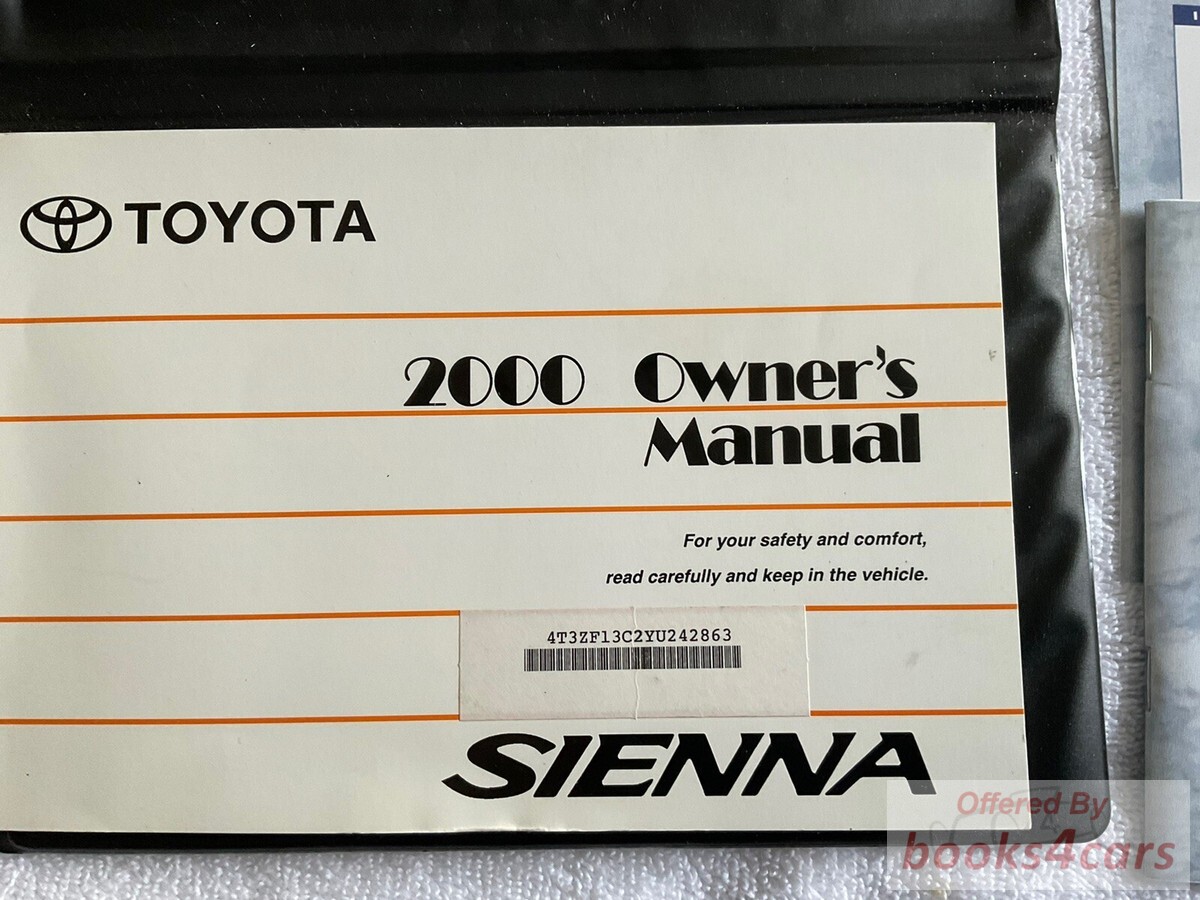 TOYOTA
2000 Owner's
Manual
For your safety and comfort,
read carefully and keep in the vehicle.
4T3ZF13C2YU242863
SIENNA
Offered By
books4cars